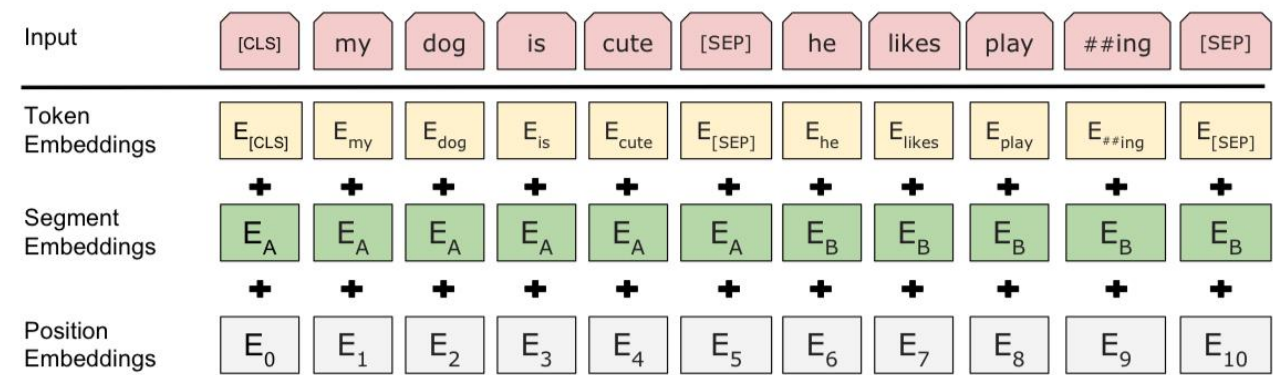 Input [CLS] my dog is cute [SEP] he likes play ##ing [SEP]
Token Embeddings E[CLS] Emy Edog Eis Ecute E[SEP] Ehe Elikes Eplay E##ing E[SEP]
+ + + + + + + + + + +
Segment Embeddings EA EA EA EA EA EA EB EB EB EB EB
+ + + + + + + + + + +
Position Embeddings E0 E1 E2 E3 E4 E5 E6 E7 E8 E9 E10